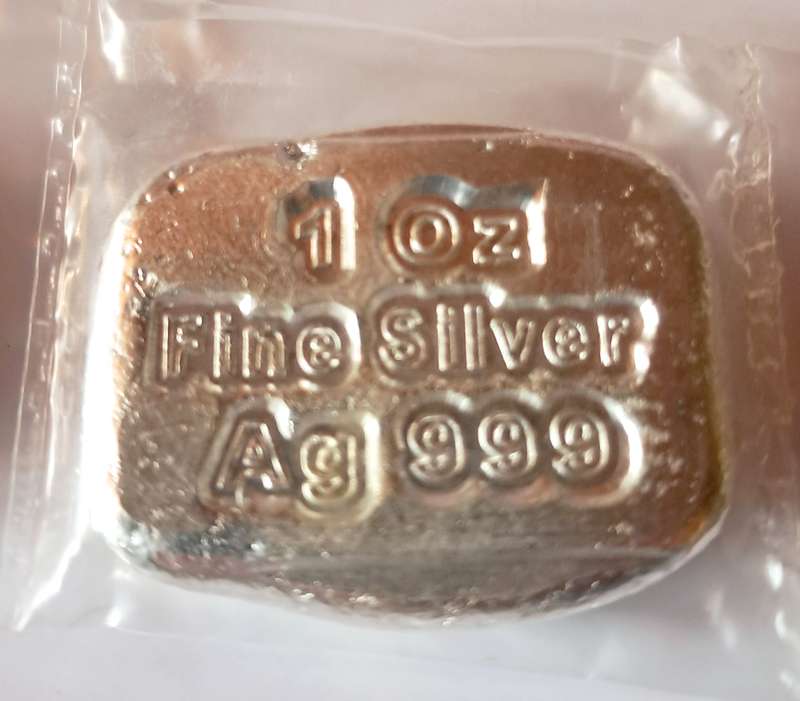 1 Oz
Fine Silver
Ag 999